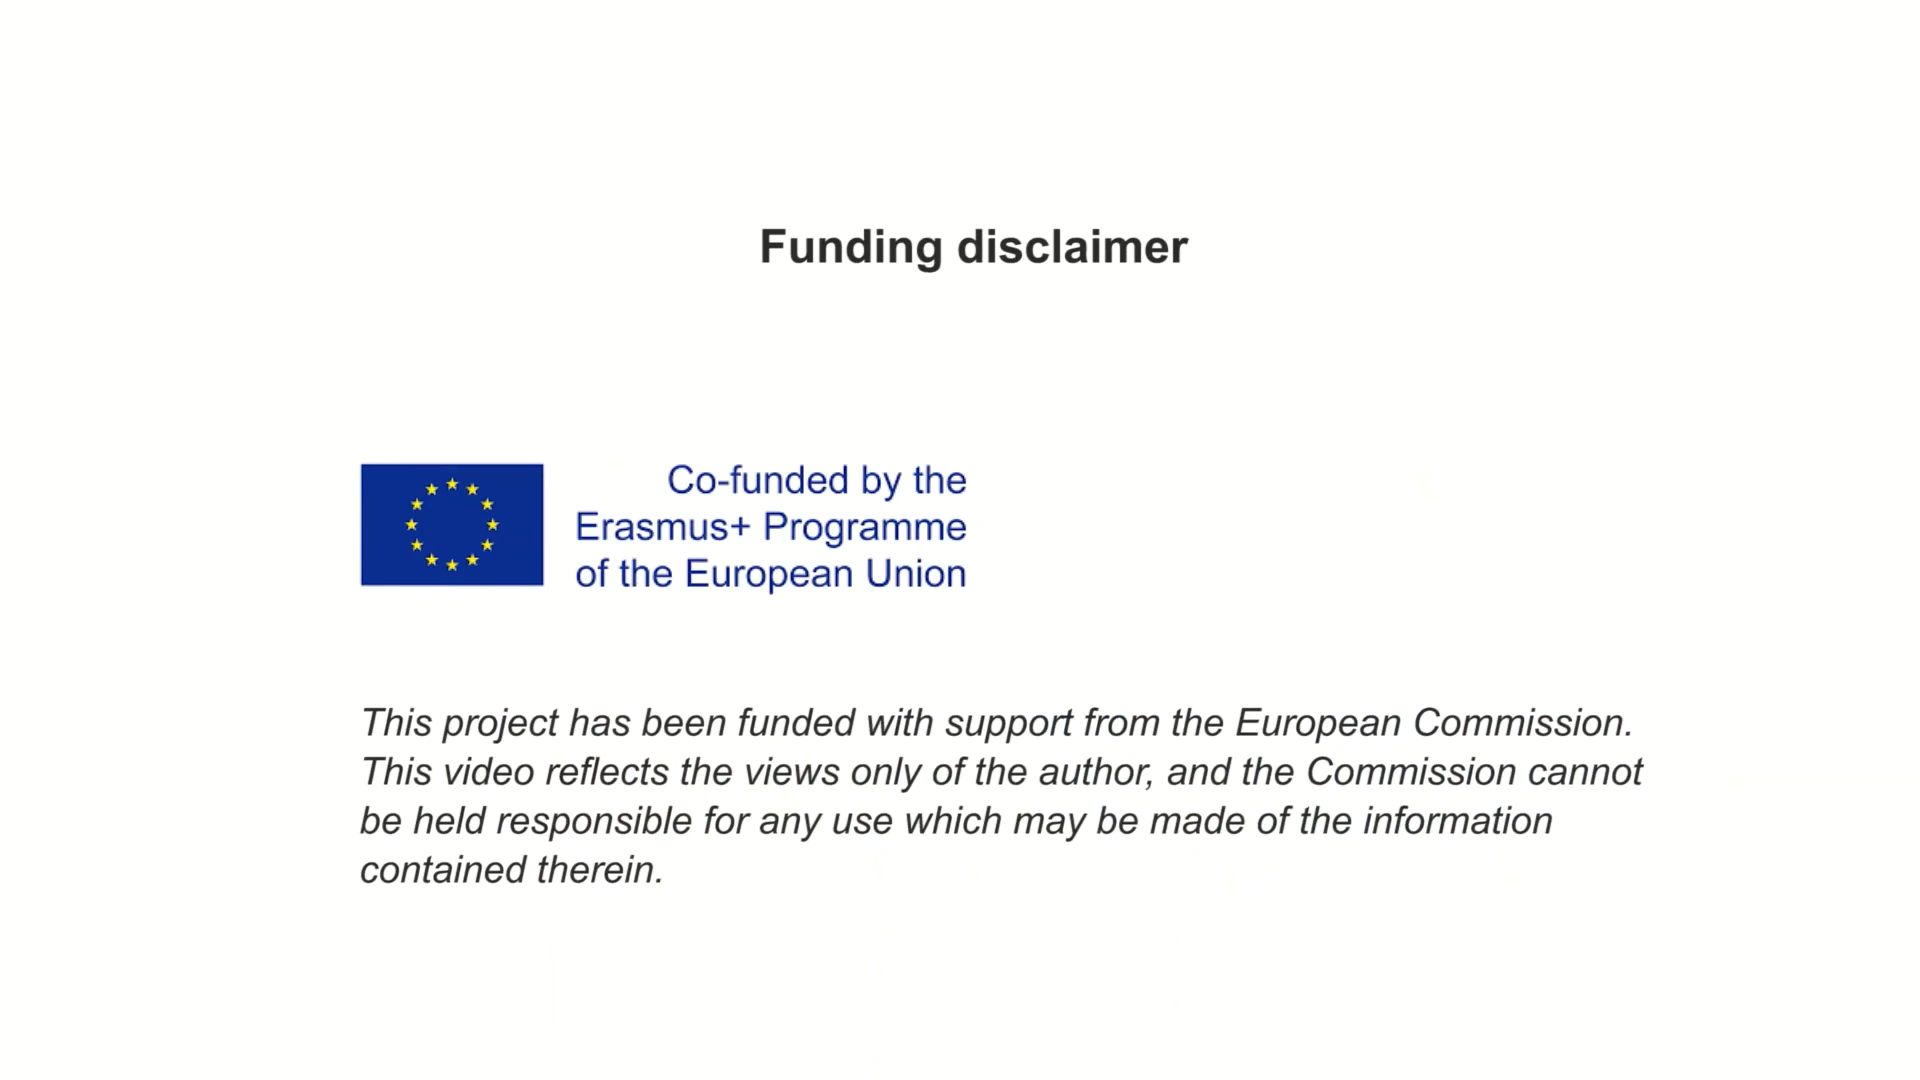 Funding disclaimer
Co-funded by the
Erasmus+ Programme
of the European Union
This project has been funded with support from the European Commission.
This video reflects the views only of the author, and the Commission cannot
be held responsible for any use which may be made of the information
contained therein.